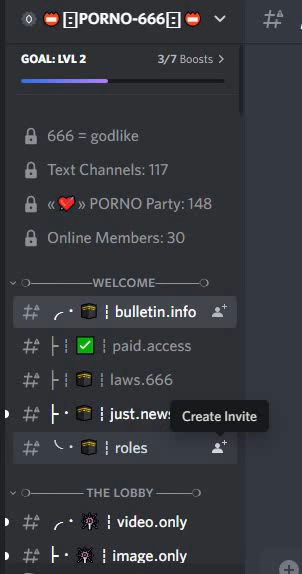 [:]PORNO-666[:]
GOAL: LVL 2 3/7 Boosts >
666 = godlike
Text Channels: 117
«❤» PORNO Party: 148
Online Members: 30
WELCOME
bulletin.info
paid.access
laws.666
just.news
Create Invite
roles
THE LOBBY
video.only
image.only